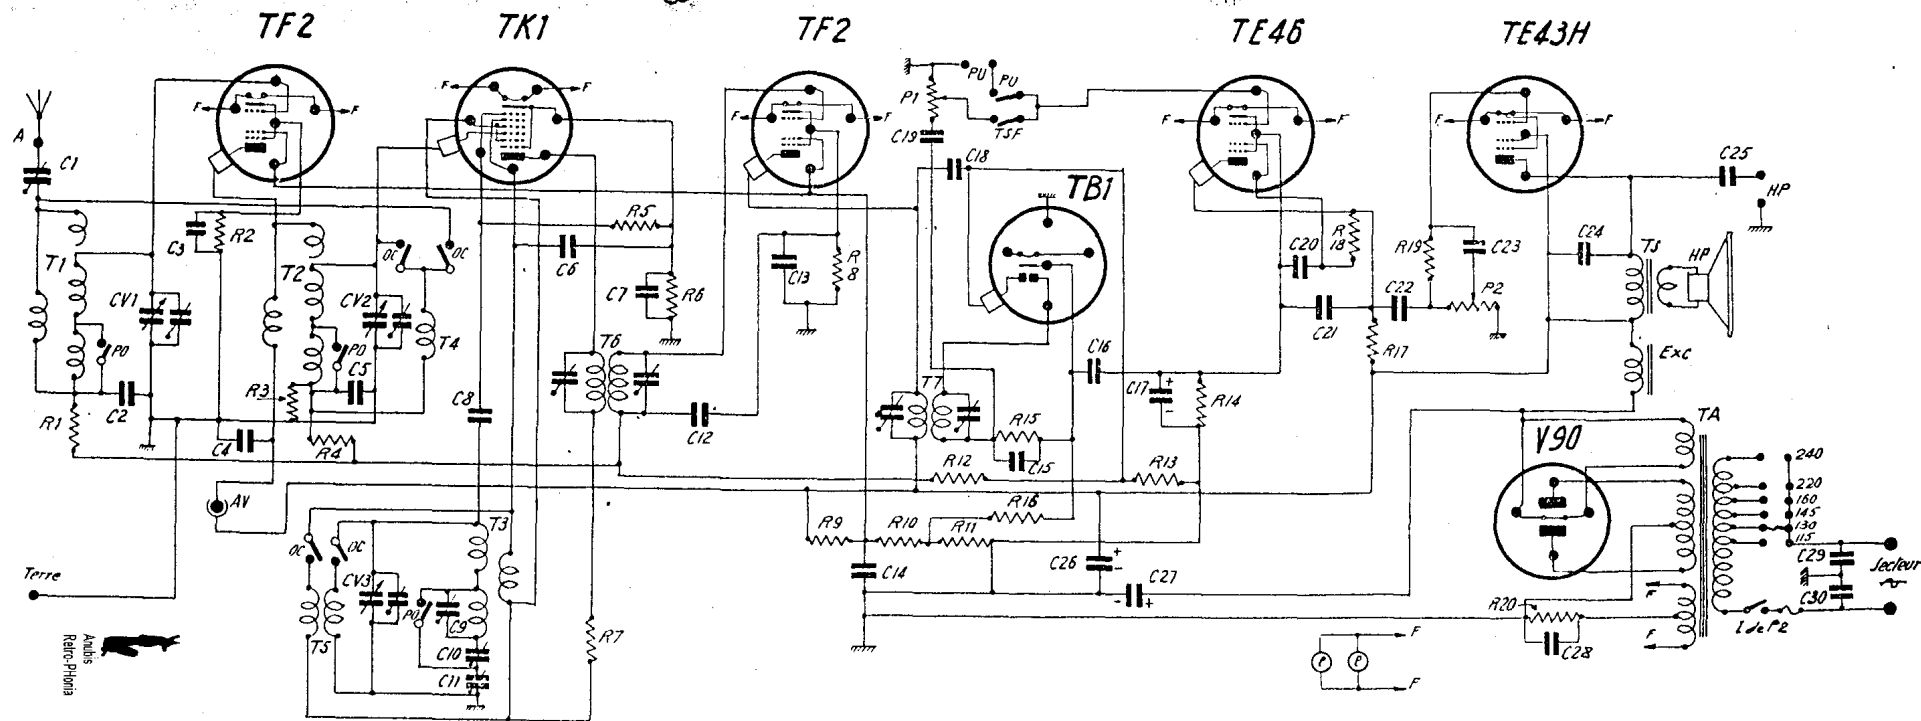 TF2 TK1 TF2 TE46 TE43H
F F F F F F F F F F
PU PU
P1 TSF
A C1 C19 C18 C25 HP
TB1
C3 R2 R5 R18 R19 C23 C24 TS HP
T1 T2 OC OC C6 C13 R8 C20
CV1 CV2 C7 R6 C21 C22 P2
PO PO T4 T6 C16 R17 Exc
R3 C5 C8 T7 C17 + - R14
R1 C2 C4 R4 C12 R15 TA
C15 V90
R12 R13 240
AV R16 220
160
145
130
115
OC OC T3 R9 R10 R11
CV3 C14 C26 + - C27 - + C29 Secteur
Terre PO C9 R20 F C30
T5 R7 I de P2
C10 C28 F
C11 P P F F
Anubis
Retro-PHonia